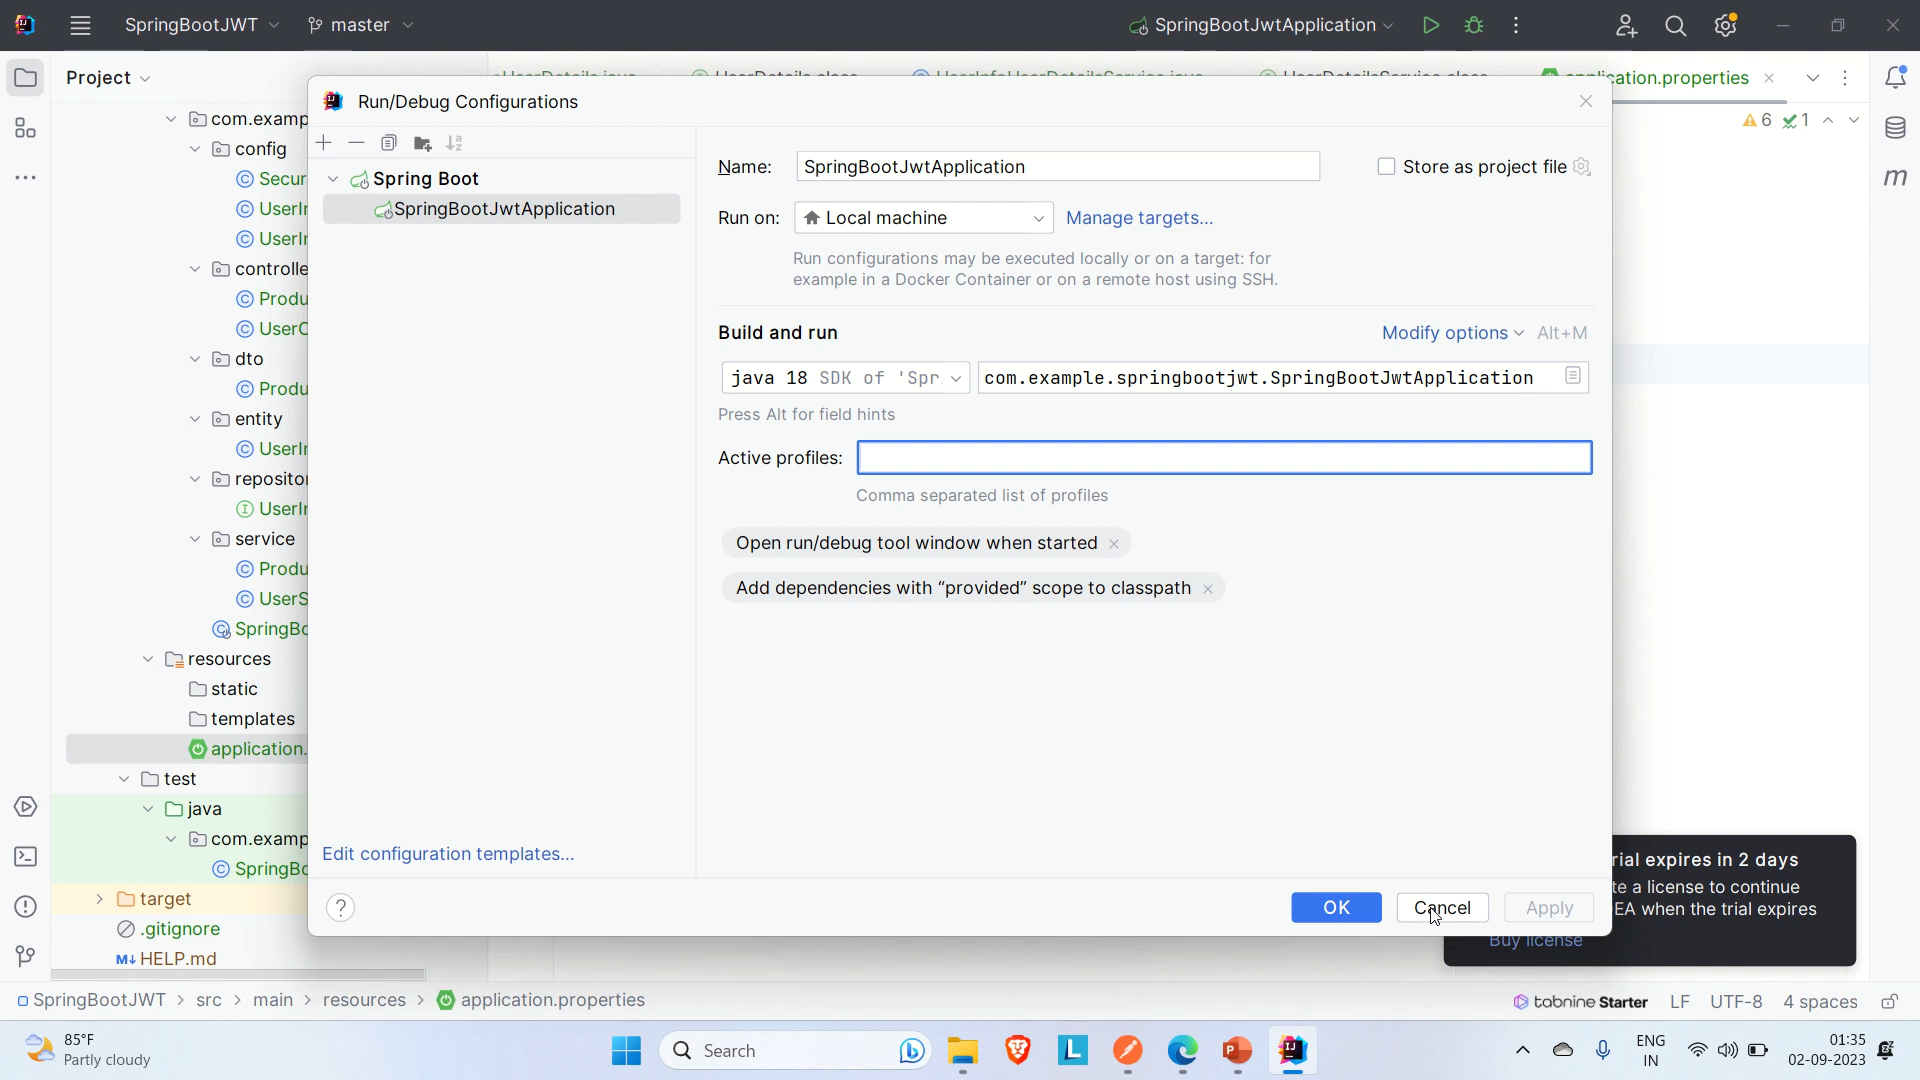 SpringBootJWT
master
SpringBootJwtApplication
Project
application.properties
6
1
com.examp
config
Secur
controlle
Produ
UserC
dto
Produ
entity
service
Produ
UserS
SpringBo
resources
static
templates
application.
test
java
com.examp
SpringBo
target
.gitignore
M↓ HELP.md
Run/Debug Configurations
Spring Boot
SpringBootJwtApplication
Edit configuration templates...
Name: SpringBootJwtApplication
Store as project file
Run on: Local machine
Manage targets...
Run configurations may be executed locally or on a target: for
example in a Docker Container or on a remote host using SSH.
Build and run
Modify options Alt+M
java 18 SDK of 'Spr.
com.example.springbootjwt.SpringBootJwtApplication
Press Alt for field hints
Active profiles:
Comma separated list of profiles
Open run/debug tool window when started
Add dependencies with “provided” scope to classpath
?
OK
Cancel
Apply
rial expires in 2 days
te a license to continue
EA when the trial expires
Buy license
SpringBootJWT > src > main > resources > application.properties
tabnine Starter
LF
UTF-8
4 spaces
85°F
Partly cloudy
Search
ENG
IN
01:35
02-09-2023